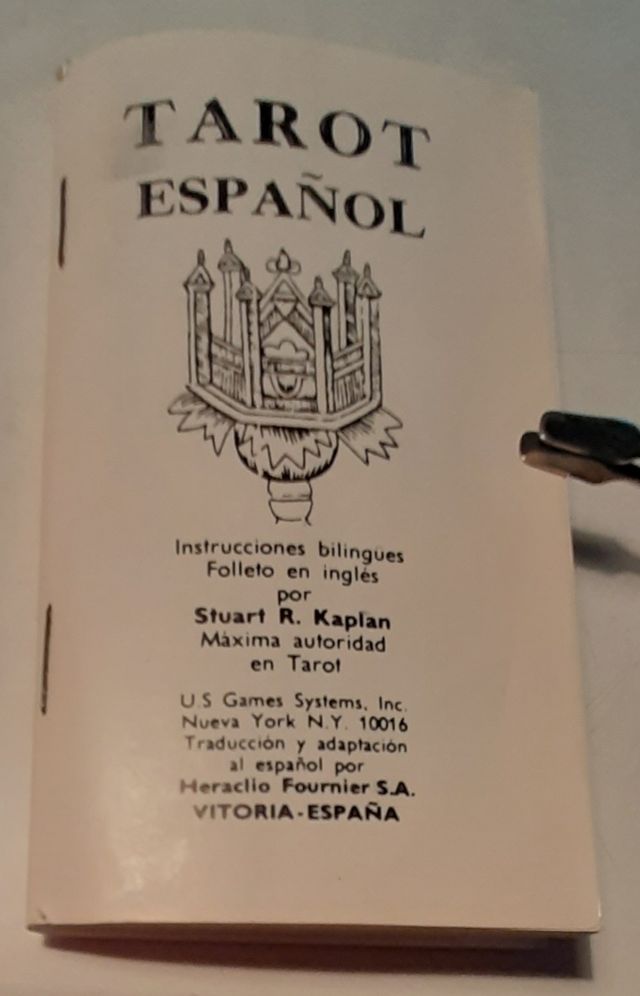 TAROT
ESPAÑOL
Instrucciones bilingües
Folleto en inglés
por
Stuart R. Kaplan
Máxima autoridad
en Tarot
U.S Games Systems, Inc.
Nueva York N.Y. 10016
Traducción y adaptación
al español por
Heraclio Fournier S.A.
VITORIA-ESPAÑA